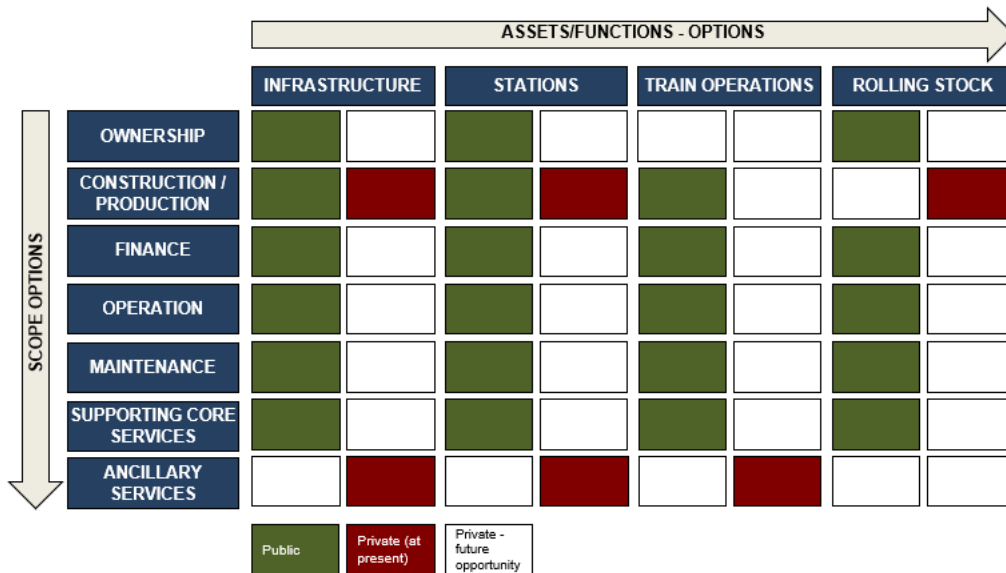 ASSETS/FUNCTIONS - OPTIONS
INFRASTRUCTURE
STATIONS
TRAIN OPERATIONS
ROLLING STOCK
SCOPE OPTIONS
OWNERSHIP
CONSTRUCTION /
PRODUCTION
FINANCE
OPERATION
MAINTENANCE
SUPPORTING CORE
SERVICES
ANCILLARY
SERVICES
Public
Private (at
present)
Private -
future
opportunity